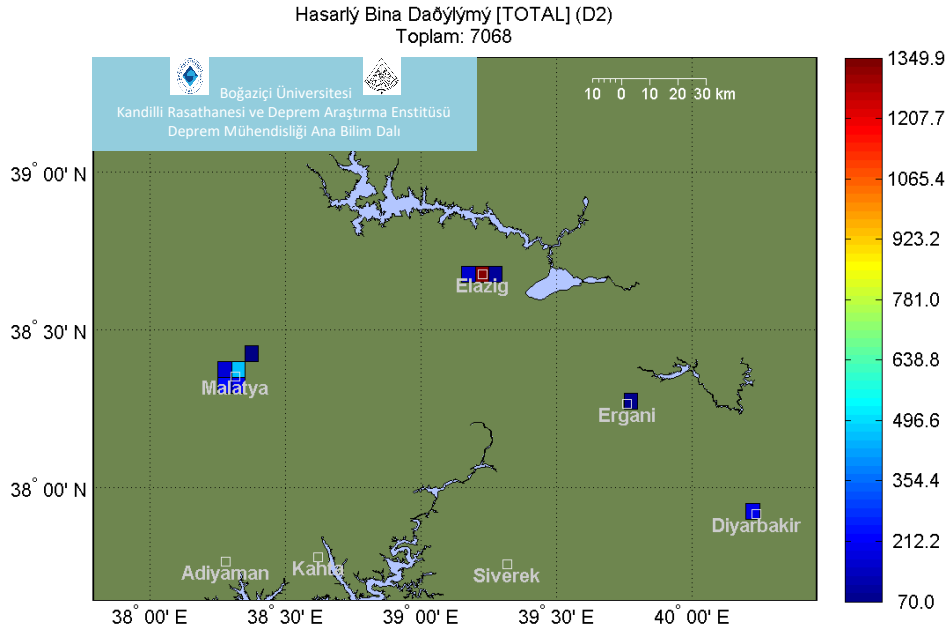 Hasarlý Bina Daðýlýmý [TOTAL] (D2)
Toplam: 7068
Boğaziçi Üniversitesi
Kandilli Rasathanesi ve Deprem Araştırma Enstitüsü
Deprem Mühendisliği Ana Bilim Dalı
10 0 10 20 30 km
1349.9
1207.7
1065.4
923.2
781.0
638.8
496.6
354.4
212.2
70.0
39° 00' N
38° 30' N
38° 00' N
Elazig
Malatya
Ergani
Diyarbakir
Adiyaman
Kahta
Siverek
38° 00' E
38° 30' E
39° 00' E
39° 30' E
40° 00' E